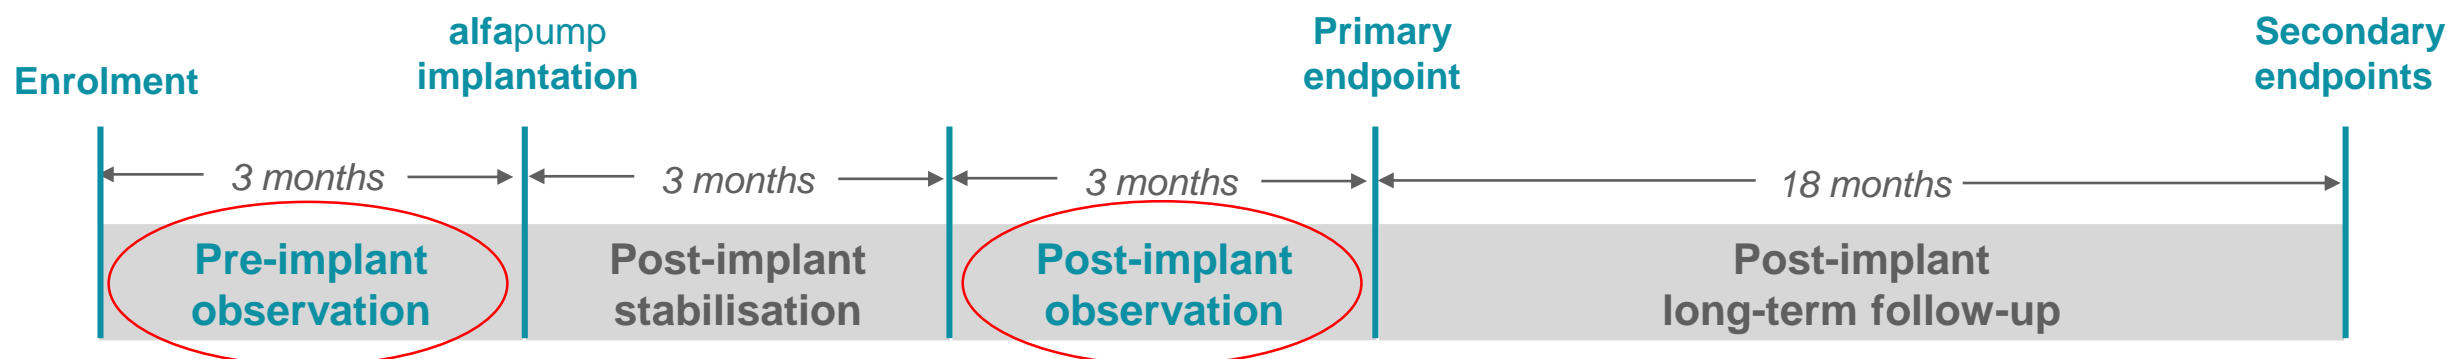 Enrolment
alfapump
implantation
Primary
endpoint
Secondary
endpoints
3 months
3 months
3 months
18 months
Pre-implant
observation
Post-implant
stabilisation
Post-implant
observation
Post-implant
long-term follow-up